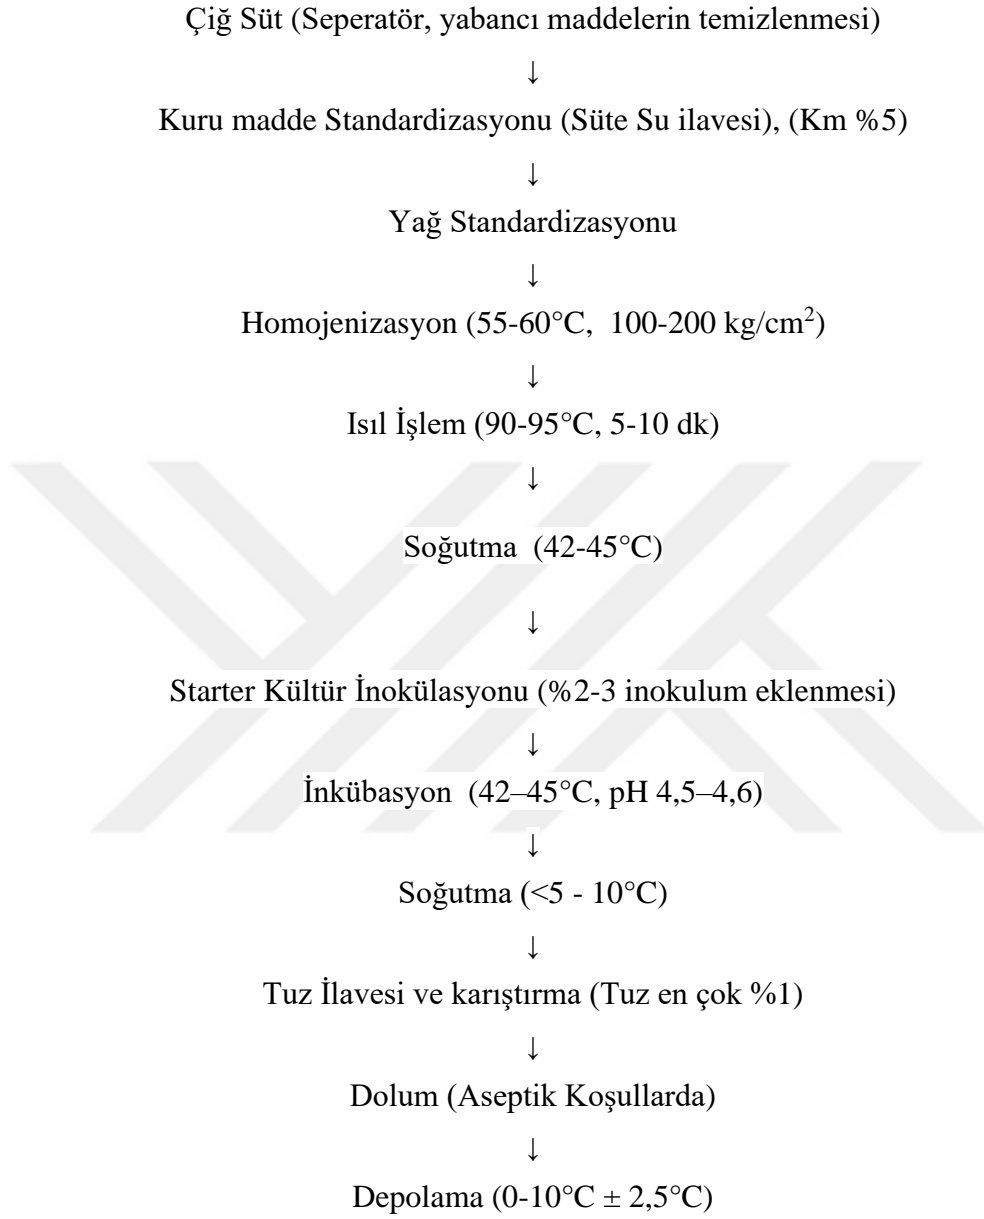 Çiğ Süt (Seperatör, yabancı maddelerin temizlenmesi)
↓
Kuru madde Standardizasyonu (Süte Su ilavesi), (Km %5)
↓
Yağ Standardizasyonu
↓
Homojenizasyon (55-60°C, 100-200 kg/cm²)
↓
Isıl İşlem (90-95°C, 5-10 dk)
↓
Soğutma (42-45°C)
↓
Starter Kültür İnokülasyonu (%2-3 inokulum eklenmesi)
↓
İnkübasyon (42–45°C, pH 4,5–4,6)
↓
Soğutma (<5 - 10°C)
↓
Tuz İlavesi ve karıştırma (Tuz en çok %1)
↓
Dolum (Aseptik Koşullarda)
↓
Depolama (0-10°C ± 2,5°C)